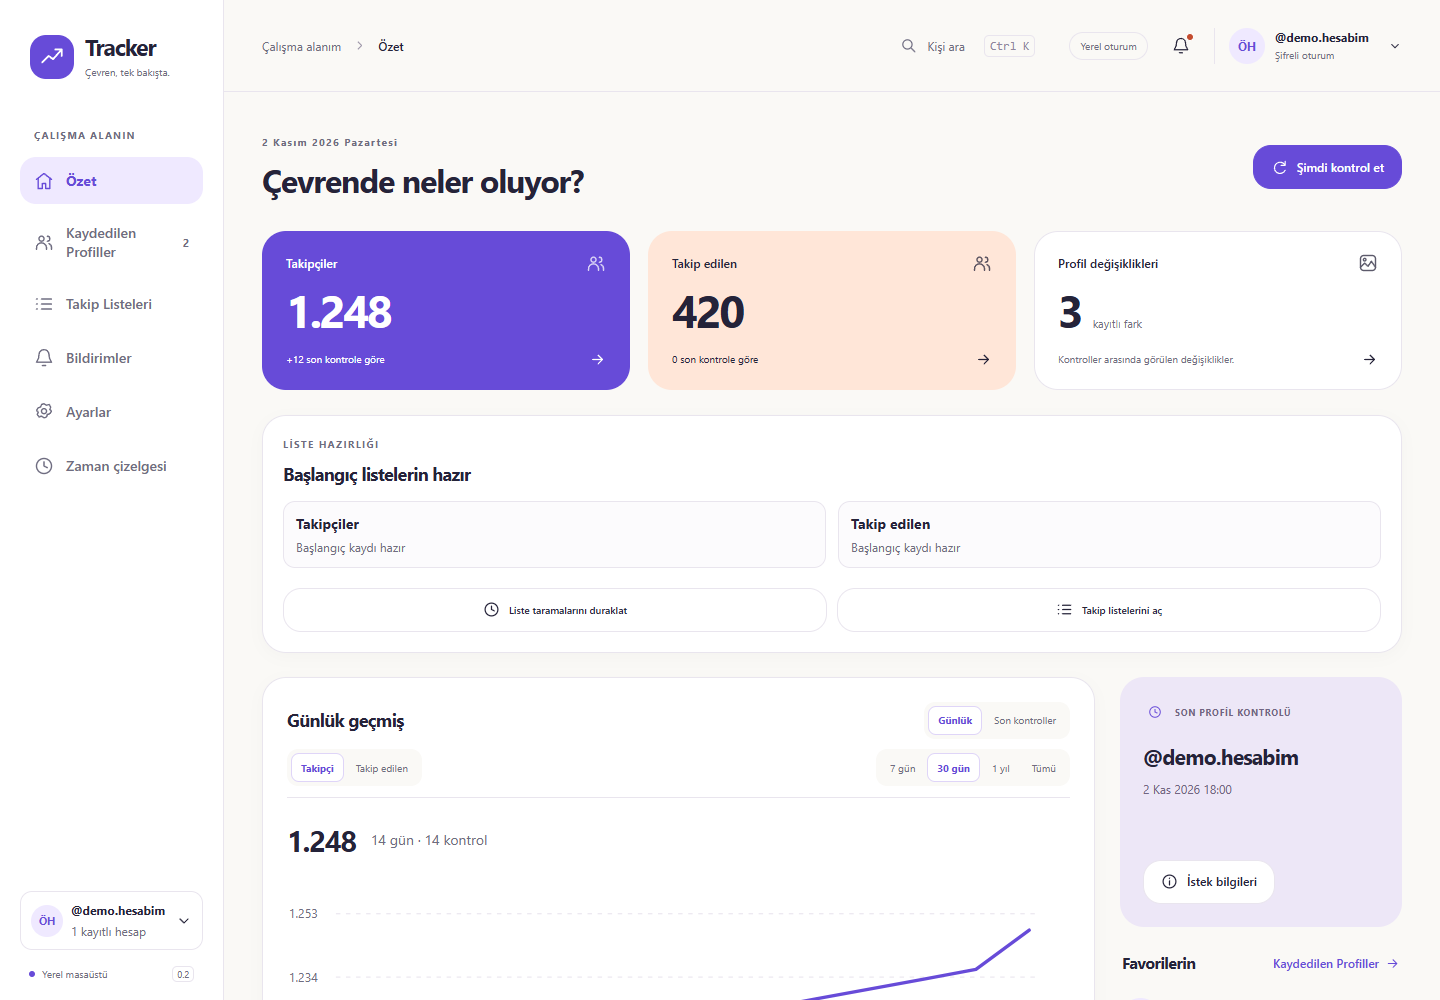 Tracker
Çevren, tek bakışta.
ÇALIŞMA ALANIN
Özet
Kaydedilen
Profiller
2
Takip Listeleri
Bildirimler
Ayarlar
Zaman çizelgesi
ÖH
@demo.hesabim
1 kayıtlı hesap
Yerel masaüstü
0.2
Çalışma alanım
Özet
Kişi ara
Ctrl K
Yerel oturum
ÖH
@demo.hesabim
Şifreli oturum
2 Kasım 2026 Pazartesi
Çevrende neler oluyor?
Şimdi kontrol et
Takipçiler
1.248
+12 son kontrole göre
Takip edilen
420
0 son kontrole göre
Profil değişiklikleri
3 kayıtlı fark
Kontroller arasında görülen değişiklikler.
LİSTE HAZIRLIĞI
Başlangıç listelerin hazır
Takipçiler
Başlangıç kaydı hazır
Takip edilen
Başlangıç kaydı hazır
Liste taramalarını duraklat
Takip listelerini aç
Günlük geçmiş
Günlük
Son kontroller
Takipçi
Takip edilen
7 gün
30 gün
1 yıl
Tümü
1.248
14 gün · 14 kontrol
1.253
1.234
SON PROFİL KONTROLÜ
@demo.hesabim
2 Kas 2026 18:00
İstek bilgileri
Favorilerin
Kaydedilen Profiller